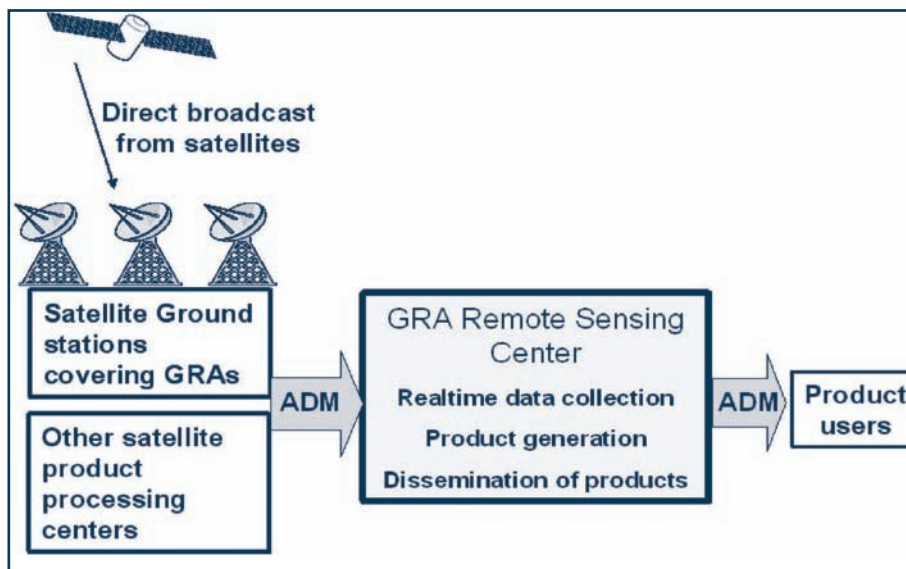 Direct broadcast
from satellites
Satellite Ground
stations
covering GRAs
Other satellite
product
processing
centers
ADM
GRA Remote Sensing
Center
Realtime data collection
Product generation
Dissemination of products
ADM
Product
users